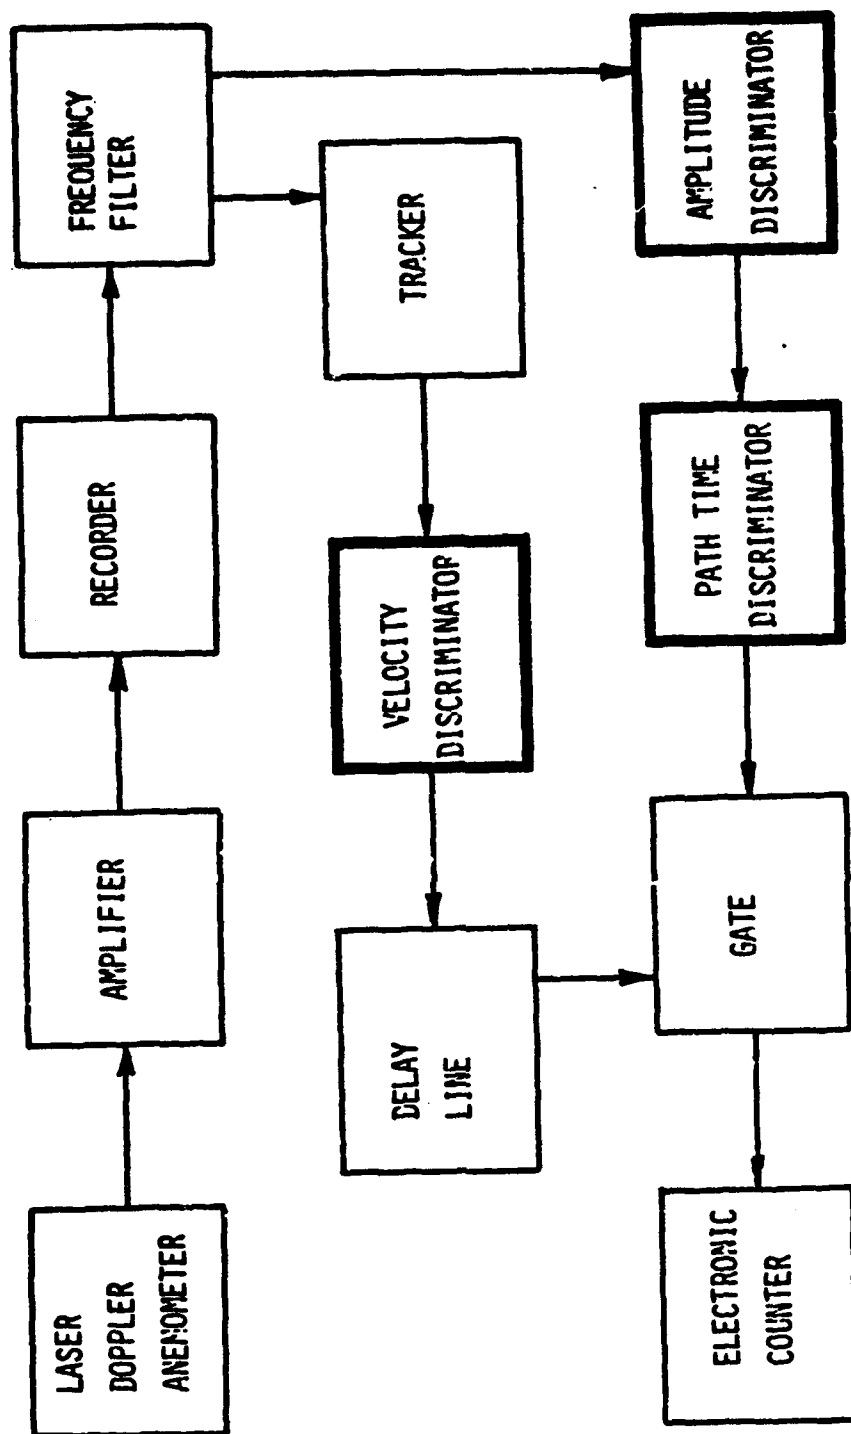 LASER
DOPPLER
ANEMOMETER
AMPLIFIER
RECORDER
FREQUENCY
FILTER
TRACKER
VELOCITY
DISCRIMINATOR
DELAY
LINE
AMPLITUDE
DISCRIMINATOR
PATH TIME
DISCRIMINATOR
GATE
ELECTRONIC
COUNTER